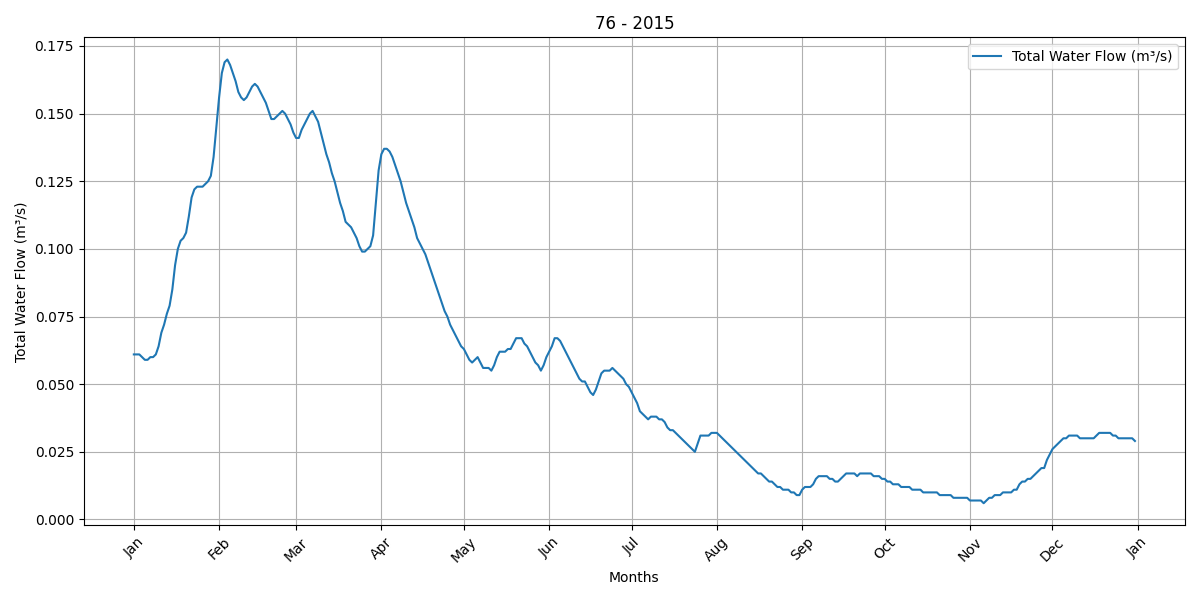 76 - 2015
Total Water Flow (m³/s)
0.175
0.150
0.125
0.100
0.075
0.050
0.025
0.000
Total Water Flow (m³/s)
Jan
Feb
Mar
Apr
May
Jun
Jul
Aug
Sep
Oct
Nov
Dec
Jan
Months